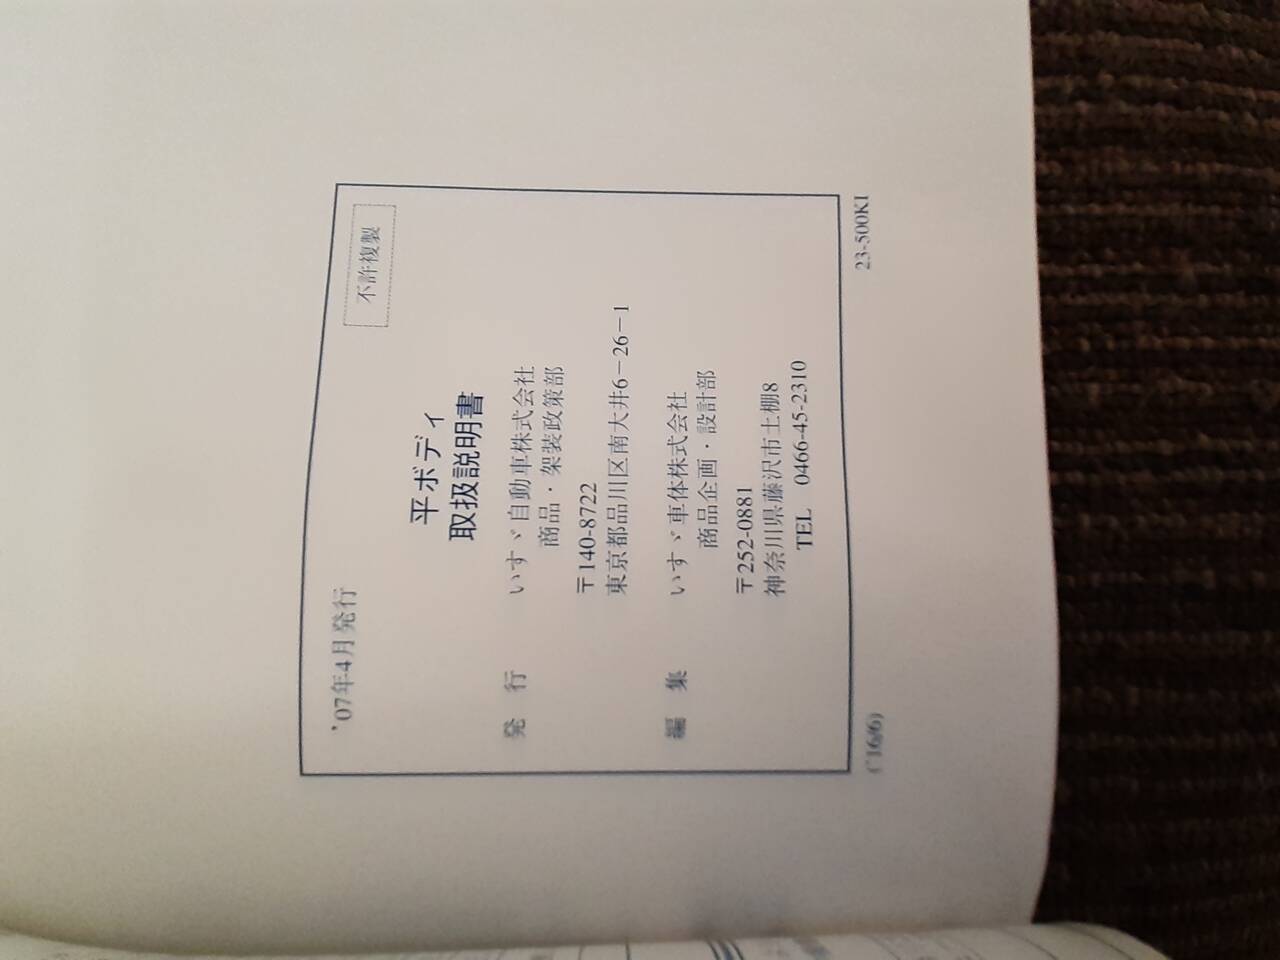 '07年4月発行
不許複製
平ボディ
取扱説明書
発 行 いすゞ自動車株式会社
商品・架装政策部
〒140-8722
東京都品川区南大井6-26-1
編 集 いすゞ車体株式会社
商品企画・設計部
〒252-0881
神奈川県藤沢市土棚8
TEL 0466-45-2310
23-500KI